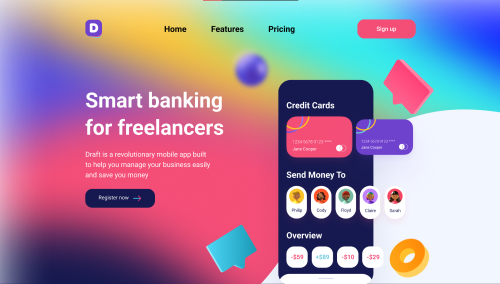 D
Home Features Pricing Sign up
Smart banking
for freelancers
Draft is a revolutionary mobile app built
to help you manage your business easily
and save you money
Register now
Credit Cards
Jane Cooper
Jane Cooper
Send Money To
Philip Cody Floyd Claire Sarah
Overview
-$59 +$89 -$10 -$29